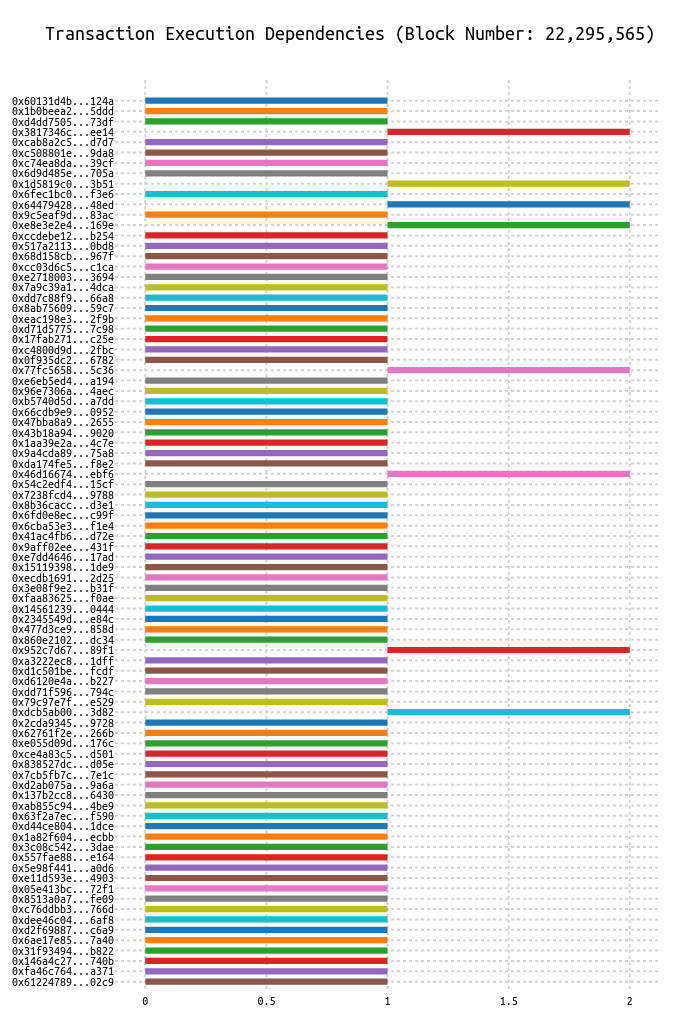 Transaction Execution Dependencies (Block Number: 22,295,565)
0x60131d4b...124a
0x1b0beea2...5ddd
0xd4dd7505...73df
0x3817346c...ee14
0xcab8a2c5...d7d7
0xc508801e...9da8
0xc74ea8da...39cf
0x6d9d485e...705a
0x1d5819c0...3b51
0x6fec1bc0...f3e6
0x64479428...48ed
0x9c5eaf9d...83ac
0xe8e3e2e4...169e
0xccdebe12...b254
0x517a2113...0bd8
0x68d158cb...967f
0xcc03d6c5...c1ca
0xe2718003...3694
0x7a9c39a1...4dca
0xdd7c88f9...66a8
0x8ab75609...59c7
0xeac198e3...2f9b
0xd71d5775...7c98
0x17fab271...c25e
0xc4800d9d...2fbc
0x0f935dc2...6782
0x77fc5658...5c36
0xe6eb5ed4...a194
0x96e7306a...4aec
0xb5740d5d...a7dd
0x66cdb9e9...0952
0x47bba8a9...2655
0x43b18a94...9020
0x1aa39e2a...4c7e
0x9a4cda89...75a8
0xda174fe5...f8e2
0x46d16674...ebf6
0x54c2edf4...15cf
0x7238fcd4...9788
0x8b36cacc...d3e1
0x6fd0e8ec...c99f
0x6cba53e3...f1e4
0x41ac4fb6...d72e
0x9aff02ee...431f
0xe7dd4646...17ad
0x15119398...1de9
0xecdb1691...2d25
0x3e08f9e2...b31f
0xfaa83625...f0ae
0x14561239...0444
0x2345549d...e84c
0x477d3ce9...858d
0x860e2102...dc34
0x952c7d67...89f1
0xa3222ec8...1dff
0xd1c501be...fcdf
0xd6120e4a...b227
0xdd71f596...794c
0x79c97e7f...e529
0xdcb5ab00...3d82
0x2cda9345...9728
0x62761f2e...266b
0xe055d09d...176c
0xce4a83c5...d501
0x838527dc...d05e
0x7cb5fb7c...7e1c
0xd2ab075a...9a6a
0x137b2cc8...6430
0xab855c94...4be9
0x63f2a7ec...f590
0xd44ce804...1dce
0x1a82f604...ecbb
0x3c08c542...3dae
0x557fae88...e164
0x5e98f441...a0d6
0xe11d593e...4903
0x05e413bc...72f1
0x8513a0a7...fe09
0xc76ddbb3...766d
0xdee46c04...6af8
0xd2f69887...c6a9
0x6ae17e85...7a40
0x31f93494...b822
0x146a4c27...740b
0xfa46c764...a371
0x61224789...02c9
0 0.5 1 1.5 2